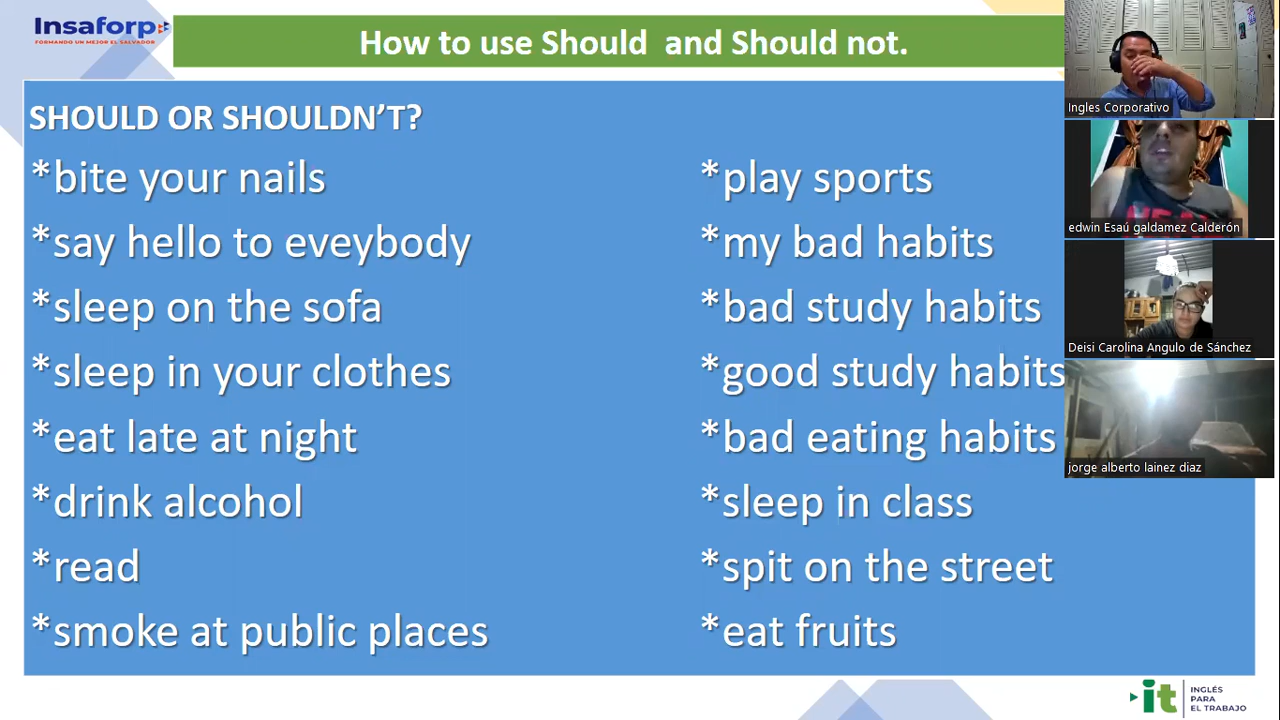 Insaforp
FORMANDO UN MEJOR EL SALVADOR
How to use Should and Should not.
SHOULD OR SHOULDN'T?
*bite your nails
*say hello to eveybody
*sleep on the sofa
*sleep in your clothes
*eat late at night
*drink alcohol
*read
*smoke at public places
*play sports
*my bad habits
*bad study habits
*good study habits
*bad eating habits
*sleep in class
*spit on the street
*eat fruits
Ingles Corporativo
edwin Esaú galdamez Calderón
Deisi Carolina Angulo de Sánchez
jorge alberto lainez diaz
it
INGLÉS
PARA
EL TRABAJO